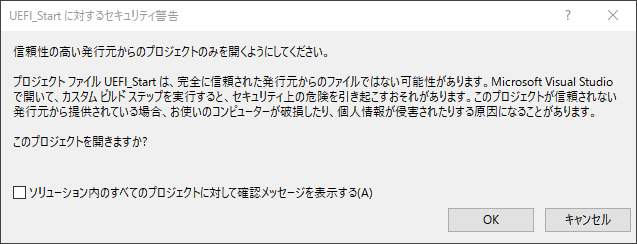 UEFI_Start に対するセキュリティ警告
? ×
信頼性の高い発行元からのプロジェクトのみを開くようにしてください。
プロジェクト ファイル UEFI_Start は、完全に信頼された発行元からのファイルではない可能性があります。Microsoft Visual Studio
で開いて、カスタム ビルド ステップを実行すると、セキュリティ上の危険を引き起こすおそれがあります。このプロジェクトが信頼されない
発行元から提供されている場合、お使いのコンピューターが破損したり、個人情報が侵害されたりする原因になることがあります。
このプロジェクトを開きますか?
ソリューション内のすべてのプロジェクトに対して確認メッセージを表示する(A)
OK
キャンセル